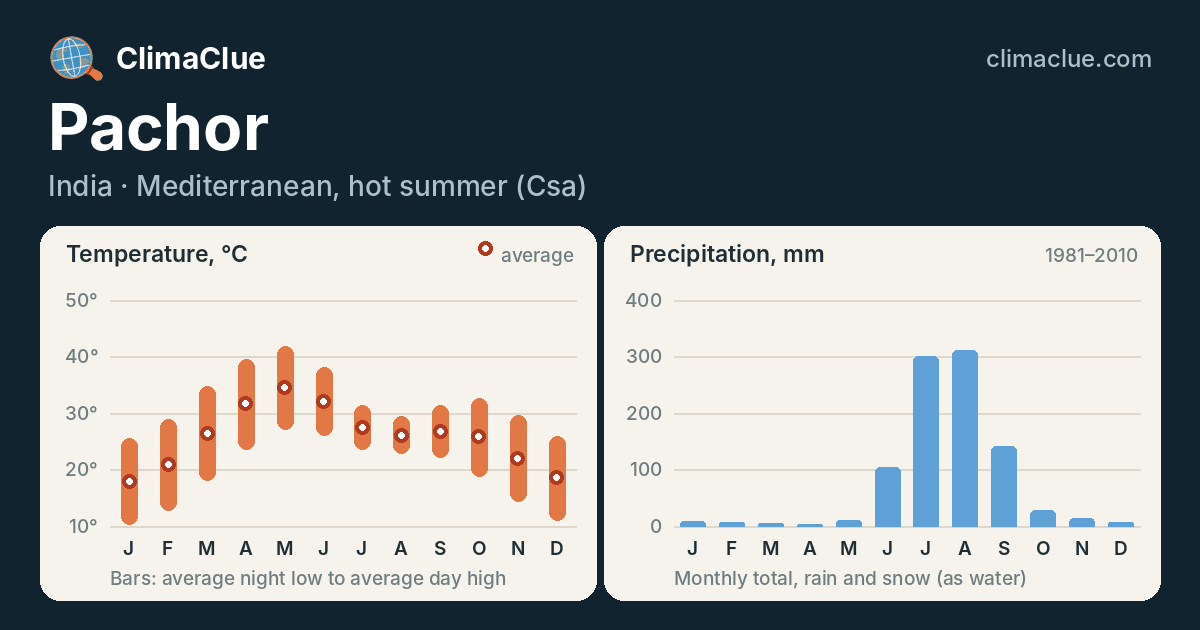 ClimaClue
climaclue.com
Pachor
India · Mediterranean, hot summer (Csa)
Temperature, °C
average
50°
40°
30°
20°
10°
J F M A M J J A S O N D
Bars: average night low to average day high
Precipitation, mm
1981–2010
400
300
200
100
0
J F M A M J J A S O N D
Monthly total, rain and snow (as water)